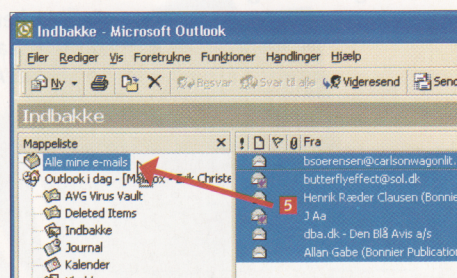 Indbakke - Microsoft Outlook
Filer Rediger Vis Foretrukne Funktioner Handlinger Hjælp
Ny Besvar Svar til alle Videresend Send
Indbakke
Mappeliste Fra
Alle mine e-mails bsoerensen@carlsonwagonlit.
Outlook i dag - [Mailbox - Erik Christe butterflyeffect@sol.dk
AVG Virus Vault 5 Henrik Ræder Clausen (Bonnie
Deleted Items J Aa
Indbakke dba.dk - Den Blå Avis a/s
Journal Allan Gabe (Bonnier Publication
Kalender